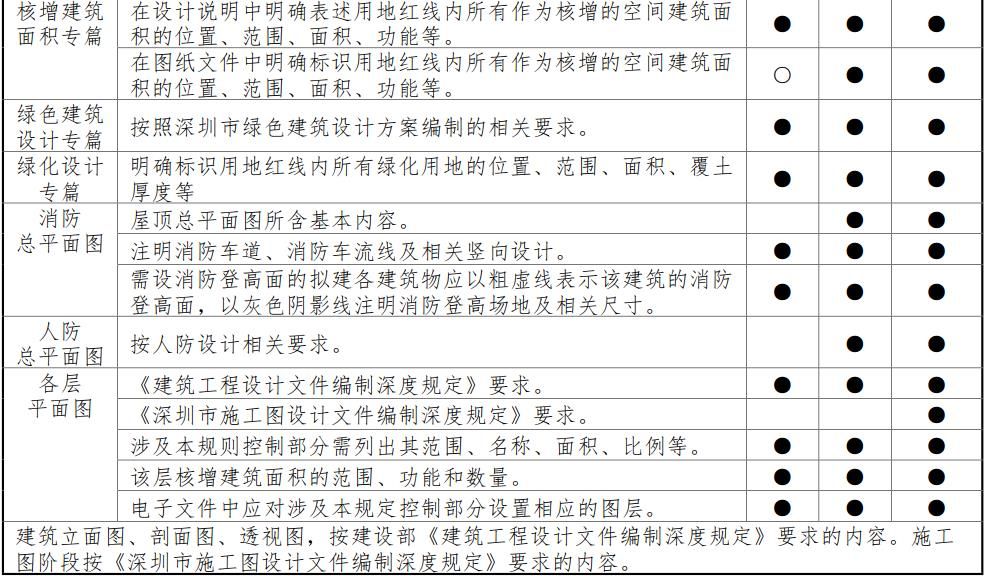 核增建筑
面积专篇
在设计说明中明确表述用地红线内所有作为核增的空间建筑面
积的位置、范围、面积、功能等。
● ● ●
在图纸文件中明确标识用地红线内所有作为核增的空间建筑面
积的位置、范围、面积、功能等。
○ ● ●
绿色建筑
设计专篇
按照深圳市绿色建筑设计方案编制的相关要求。
● ● ●
绿化设计
专篇
明确标识用地红线内所有绿化用地的位置、范围、面积、覆土
厚度等
● ● ●
消防
总平面图
屋顶总平面图所含基本内容。
● ●
注明消防车道、消防车流线及相关竖向设计。
● ● ●
需设消防登高面的拟建各建筑物应以粗虚线表示该建筑的消防
登高面，以灰色阴影线注明消防登高场地及相关尺寸。
● ● ●
人防
总平面图
按人防设计相关要求。
● ●
各层
平面图
《建筑工程设计文件编制深度规定》要求。
● ● ●
《深圳市施工图设计文件编制深度规定》要求。
●
涉及本规则控制部分需列出其范围、名称、面积、比例等。
● ● ●
该层核增建筑面积的范围、功能和数量。
● ● ●
电子文件中应对涉及本规定控制部分设置相应的图层。
● ● ●
建筑立面图、剖面图、透视图，按建设部《建筑工程设计文件编制深度规定》要求的内容。施工
图阶段按《深圳市施工图设计文件编制深度规定》要求的内容。